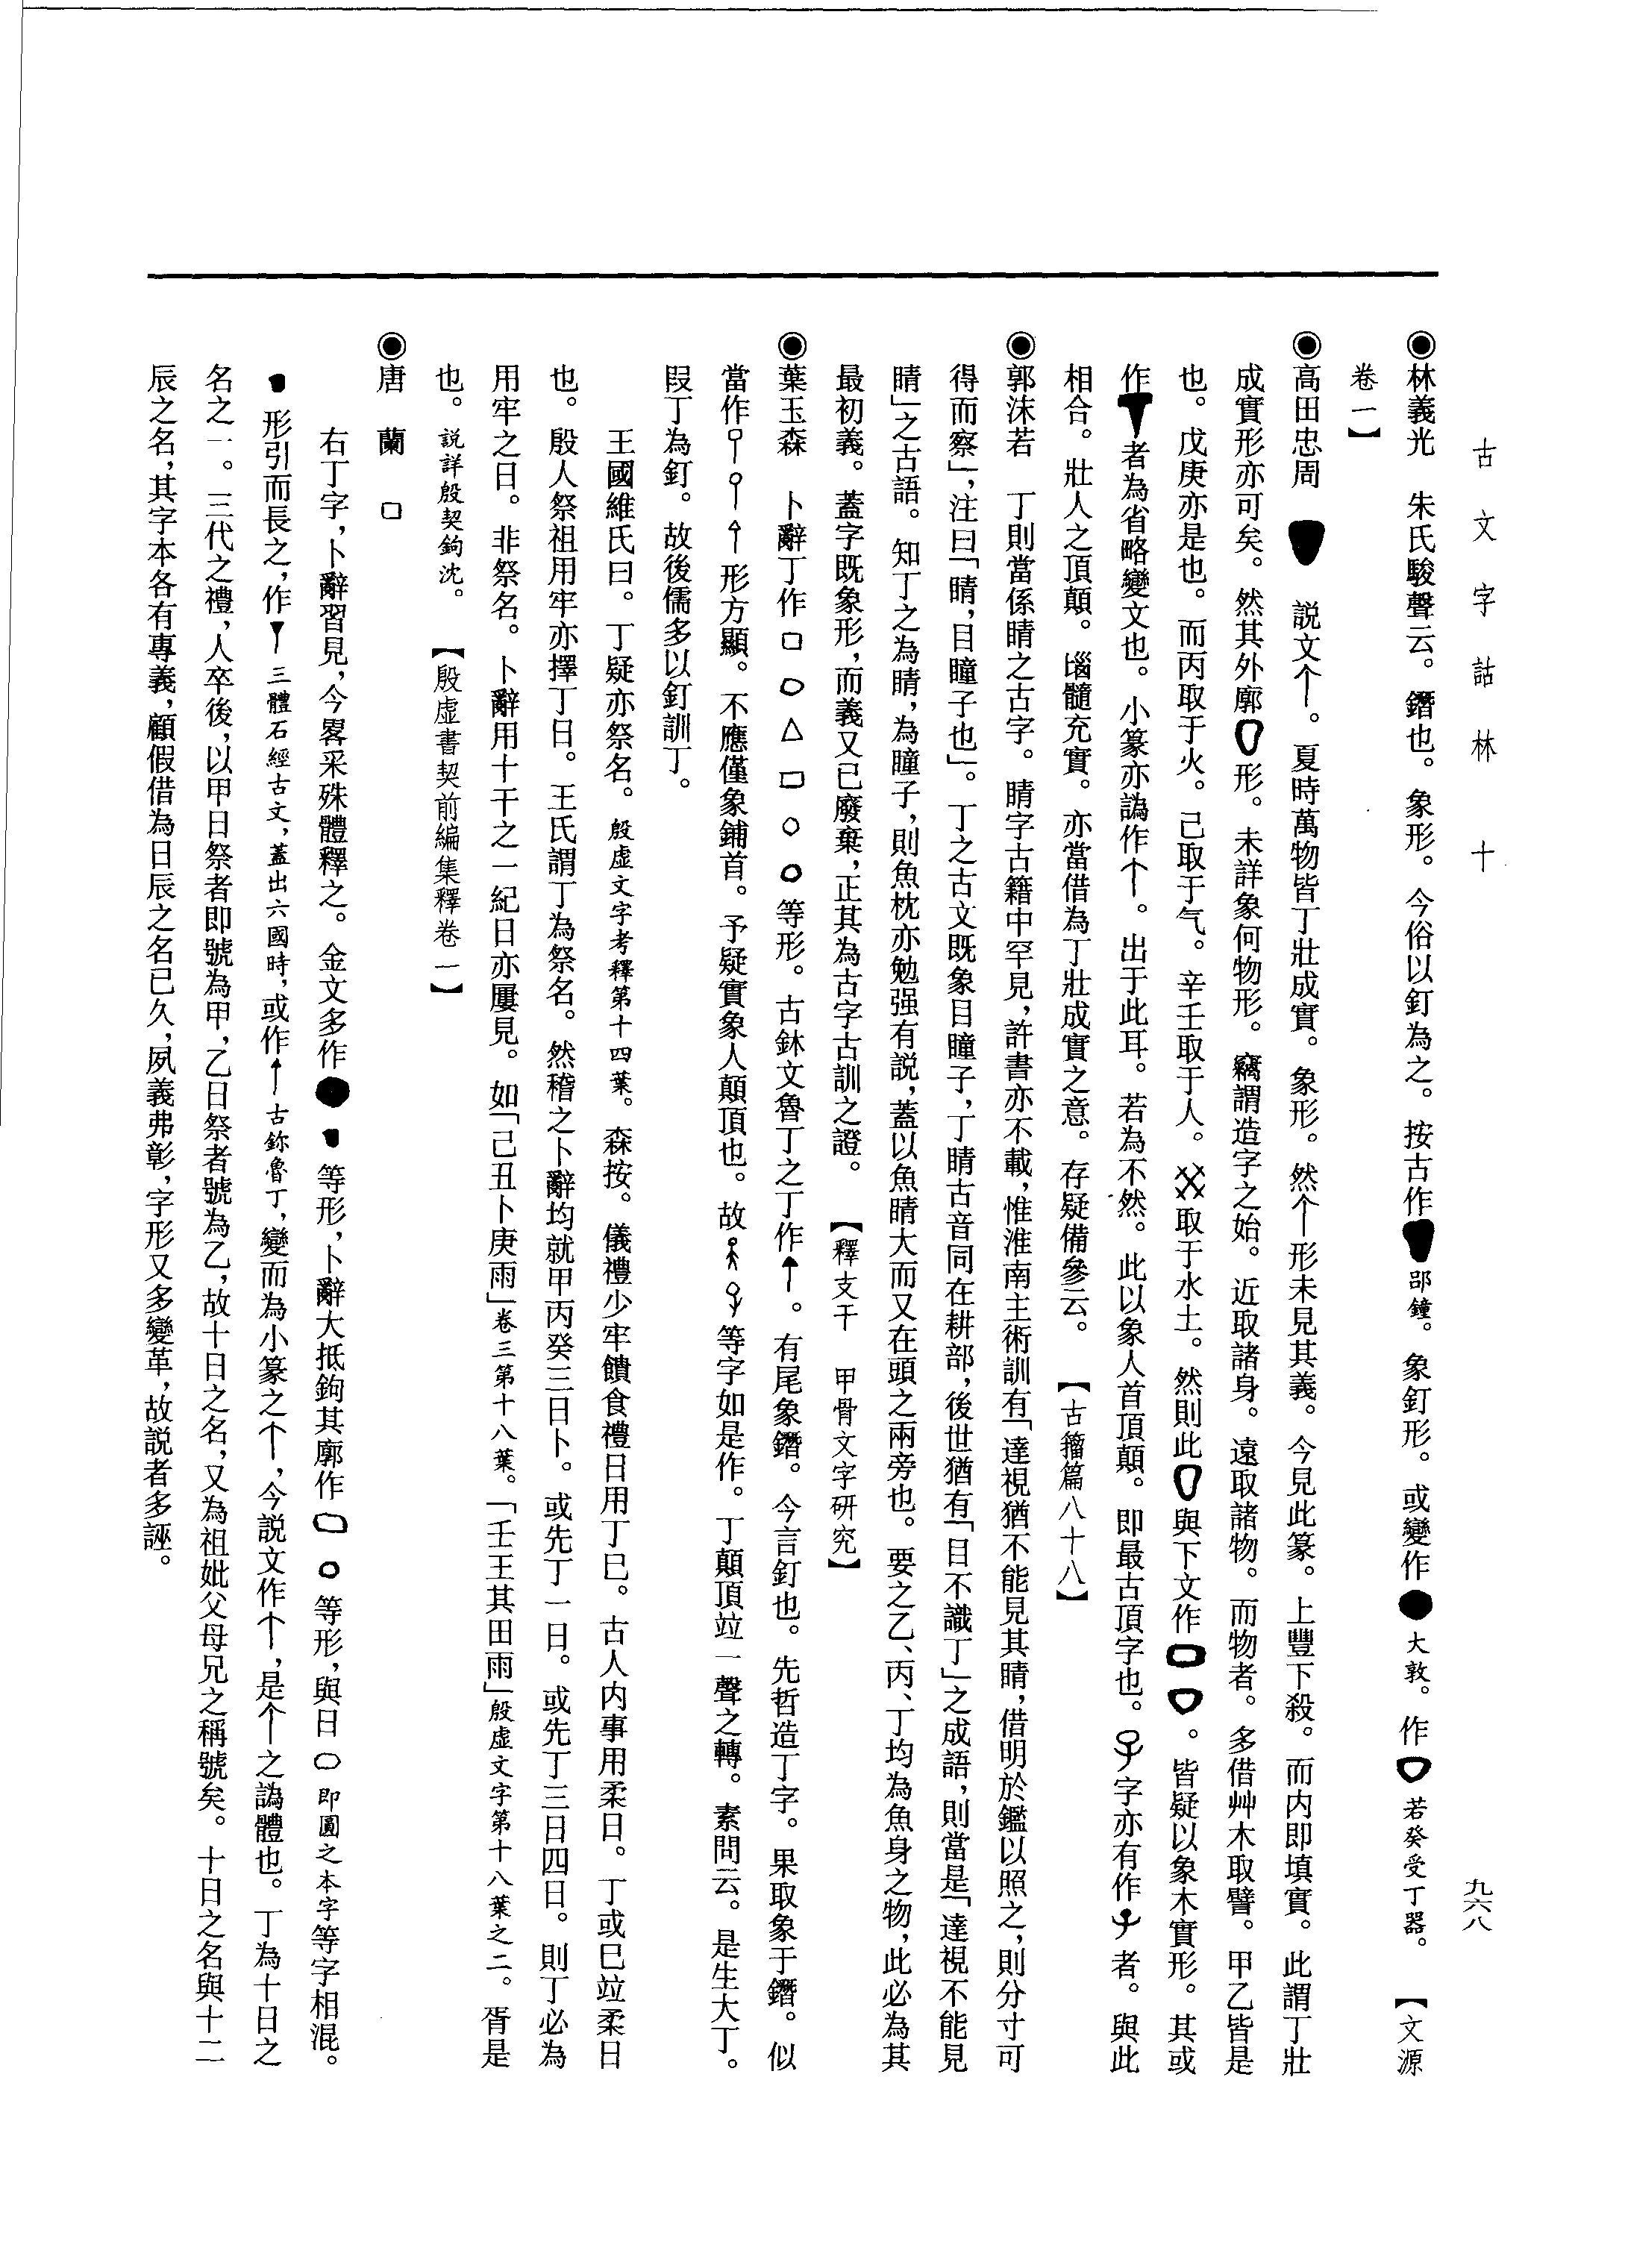 古文字詁林 十
九六八
◉林義光　朱氏駿聲云。鐕也。象形。今俗以釘為之。按古作 邵鐘。象釘形。或變作 大敦。作 若癸受丁器。　【文源
卷一】
◉高田忠周　 說文 。夏時萬物皆丁壯成實。象形。然 形未見其義。今見此篆。上豐下殺。而内即填實。此謂丁壯
成實形亦可矣。然其外廓 形。未詳象何物形。竊謂造字之始。近取諸身。遠取諸物。而物者。多借艸木取譬。甲乙皆是
也。戊庚亦是也。而丙取于火。己取于气。辛壬取于人。 取于水土。然則此 與下文作 。皆疑以象木實形。其或
作 者為省略變文也。小篆亦譌作 。出于此耳。若為不然。此以象人首頂顛。即最古頂字也。 字亦有作 者。與此
相合。壯人之頂顛。𡿺髓充實。亦當借為丁壯成實之意。存疑備參云。　【古籀篇八十八】
◉郭沫若　丁則當係睛之古字。睛字古籍中罕見，許書亦不載，惟淮南主術訓有「達視猶不能見其睛，借明於鑑以照之，則分寸可
得而察」，注曰「睛，目瞳子也」。丁之古文既象目瞳子，丁睛古音同在耕部，後世猶有「目不識丁」之成語，則當是「達視不能見
睛」之古語。知丁之為睛，為瞳子，則魚枕亦勉强有説，蓋以魚睛大而又在頭之兩旁也。要之乙、丙、丁均為魚身之物，此必為其
最初義。蓋字既象形，而義又已廢棄，正其為古字古訓之證。　【釋支干　甲骨文字研究】
◉葉玉森　卜辭丁作 等形。古鉢文魯丁之丁作 。有尾象鐕。今言釘也。先哲造丁字。果取象于鐕。似
當作 形方顯。不應僅象鋪首。予疑實象人顛頂也。故 等字如是作。丁顛頂竝一聲之轉。素問云。是生大丁。
叚丁為釘。故後儒多以釘訓丁。
王國維氏曰。丁疑亦祭名。殷虛文字考釋第十四葉。森按。儀禮少牢饋食禮日用丁巳。古人内事用柔日。丁或巳竝柔日
也。殷人祭祖用牢亦擇丁日。王氏謂丁為祭名。然稽之卜辭均就甲丙癸三日卜。或先丁一日。或先丁三日四日。則丁必為
用牢之日。非祭名。卜辭用十干之一紀日亦屢見。如「己丑卜庚雨」卷三第十八葉。「壬王其田雨」殷虛文字第十八葉之二。胥是
也。説詳殷契鉤沈。　【殷虛書契前編集釋卷一】
◉唐　蘭　囗
右丁字，卜辭習見，今畧采殊體釋之。金文多作 等形，卜辭大抵鉤其廓作 等形，與日 即圓之本字等字相混。
 形引而長之，作 三體石經古文，蓋出六國時，或作 古鉨魯丁，變而為小篆之 ，今説文作 ，是 之譌體也。丁為十日之
名之一。三代之禮，人卒後，以甲日祭者即號為甲，乙日祭者號為乙，故十日之名，又為祖妣父母兄之稱號矣。十日之名與十二
辰之名，其字本各有專義，顧假借為日辰之名已久，夙義弗彰，字形又多變革，故説者多誣。